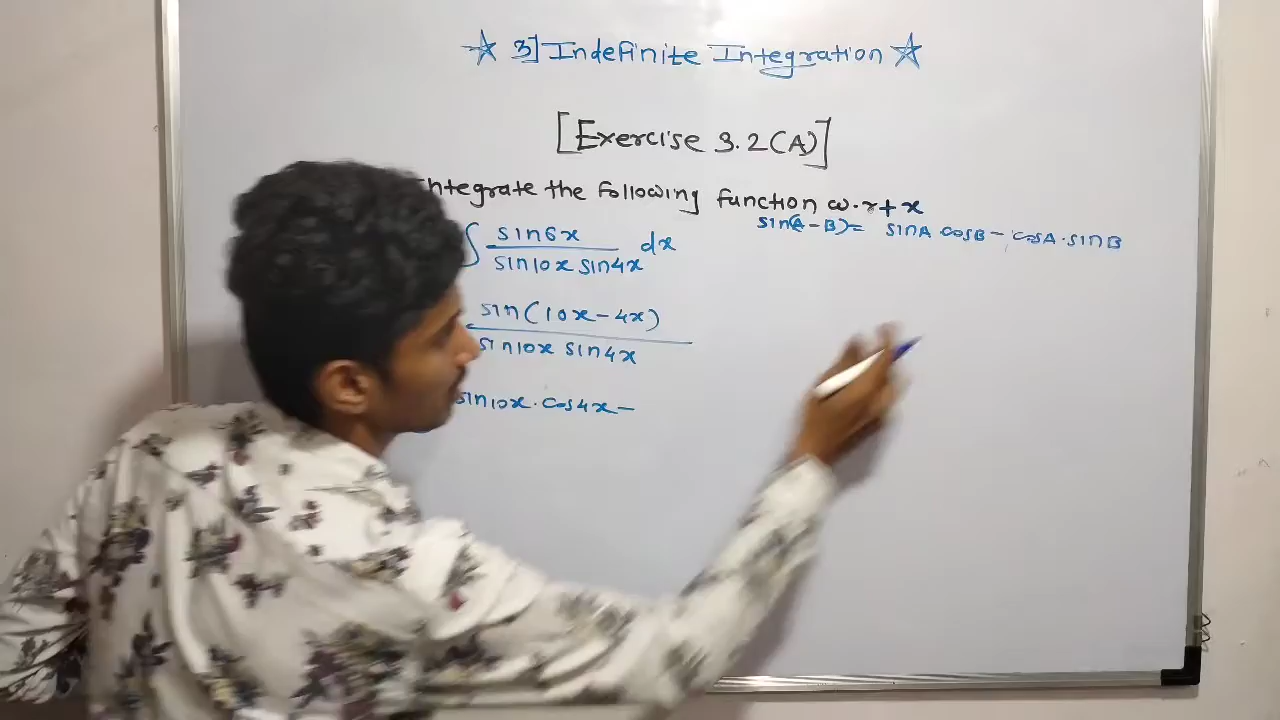 ☆ 3] Indefinite Integration ☆
[Exercise 3.2(A)]
Integrate the following function w.r.t x
sin(A-B)= sinA cosB - cosA.sinB
∫ sin6x / sin10x sin4x dx
sin(10x-4x) / sin10x sin4x
sin10x.cos4x-